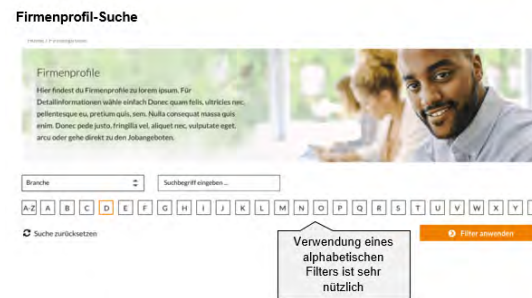 Firmenprofil-Suche
Home / Firmenprofile
Firmenprofile
Hier findest du Firmenprofile zu lorem ipsum. Für
Detailinformationen wähle einfach Donec quam felis, ultricies nec,
pellentesque eu, pretium quis, sem. Nulla consequat massa quis
enim. Donec pede justo, fringilla vel, aliquet nec, vulputate eget,
arcu oder gehe direkt zu den Jobangeboten.
Branche
Suchbegriff eingeben ...
A-Z A B C D E F G H I J K L M N O P Q R S T U V W X Y
Suche zurücksetzen
Filter anwenden
Verwendung eines
alphabetischen
Filters ist sehr
nützlich